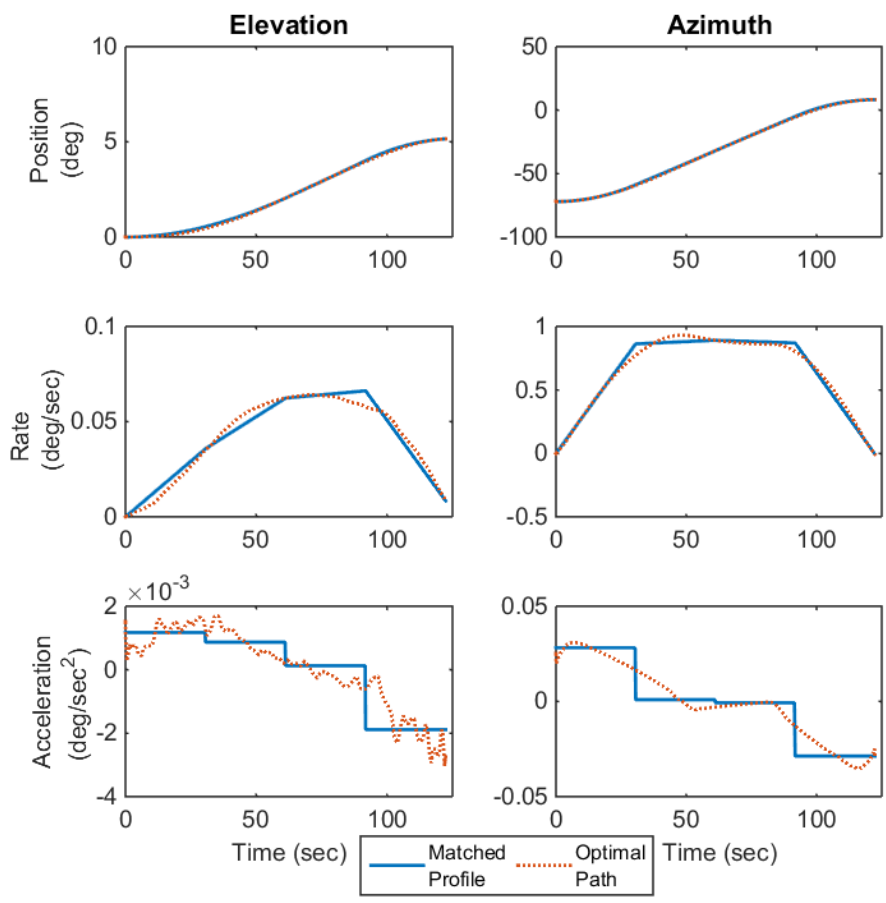 Elevation
Azimuth
Position
(deg)
10
5
0
0
50
100
50
0
-50
-100
0
50
100
Rate
(deg/sec)
0.1
0.05
0
0
50
100
1
0.5
0
-0.5
0
50
100
Acceleration
(deg/sec²)
×10⁻³
2
0
-2
-4
0
50
100
0.05
0
-0.05
0
50
100
Time (sec)
Time (sec)
Matched
Profile
Optimal
Path